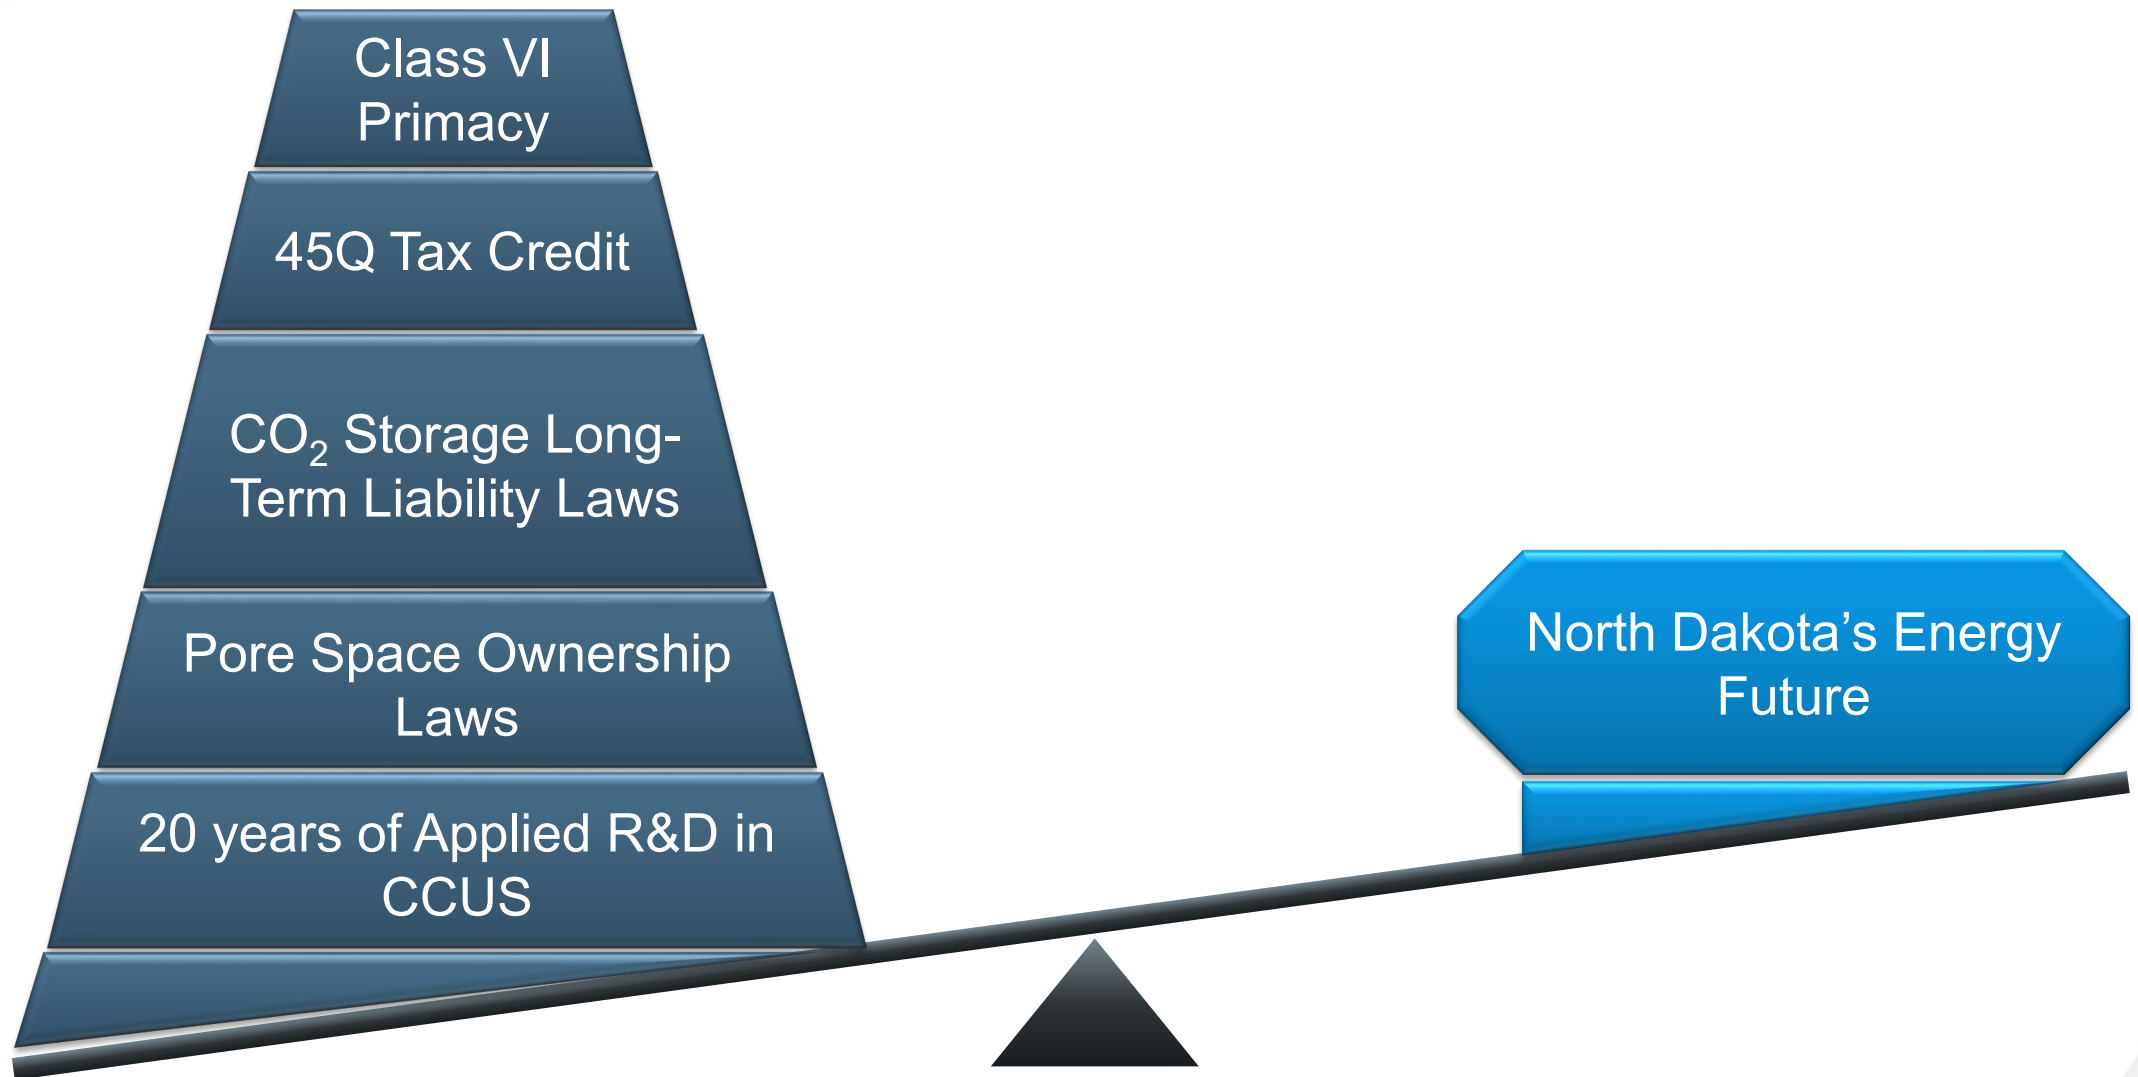 Class VI
Primacy
45Q Tax Credit
CO₂ Storage Long-
Term Liability Laws
Pore Space Ownership
Laws
20 years of Applied R&D in
CCUS
North Dakota’s Energy
Future